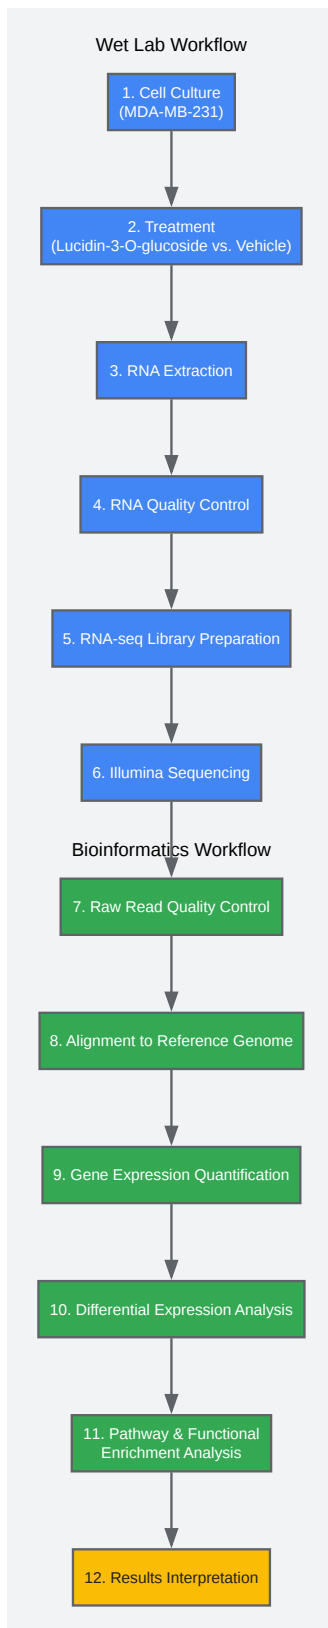 Wet Lab Workflow
1. Cell Culture
(MDA-MB-231)
2. Treatment
(Lucidin-3-O-glucoside vs. Vehicle)
3. RNA Extraction
4. RNA Quality Control
5. RNA-seq Library Preparation
6. Illumina Sequencing
Bioinformatics Workflow
7. Raw Read Quality Control
8. Alignment to Reference Genome
9. Gene Expression Quantification
10. Differential Expression Analysis
11. Pathway & Functional
Enrichment Analysis
12. Results Interpretation